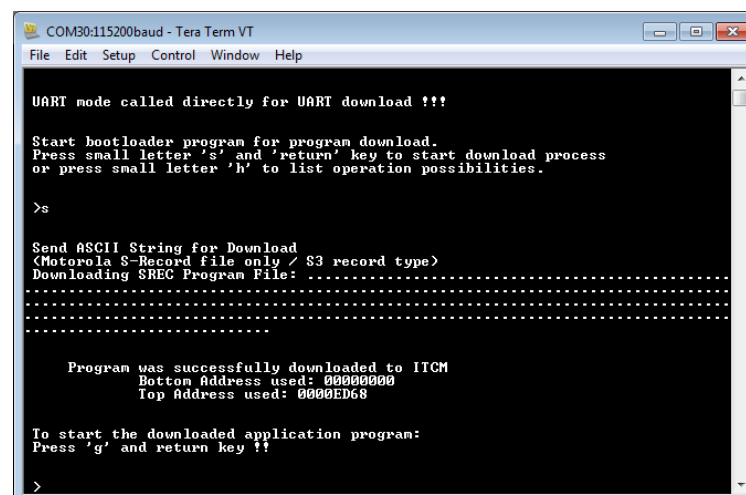 COM30:115200baud - Tera Term VT
File Edit Setup Control Window Help
UART mode called directly for UART download !!!
Start bootloader program for program download.
Press small letter 's' and 'return' key to start download process
or press small letter 'h' to list operation possibilities.
>s
Send ASCII String for Download
(Motorola S-Record file only / S3 record type)
Downloading SREC Program File: ................................................
................................................................................
................................................................................
............................
Program was successfully downloaded to ITCM
Bottom Address used: 00000000
Top Address used: 0000ED68
To start the downloaded application program:
Press 'g' and return key !!
>